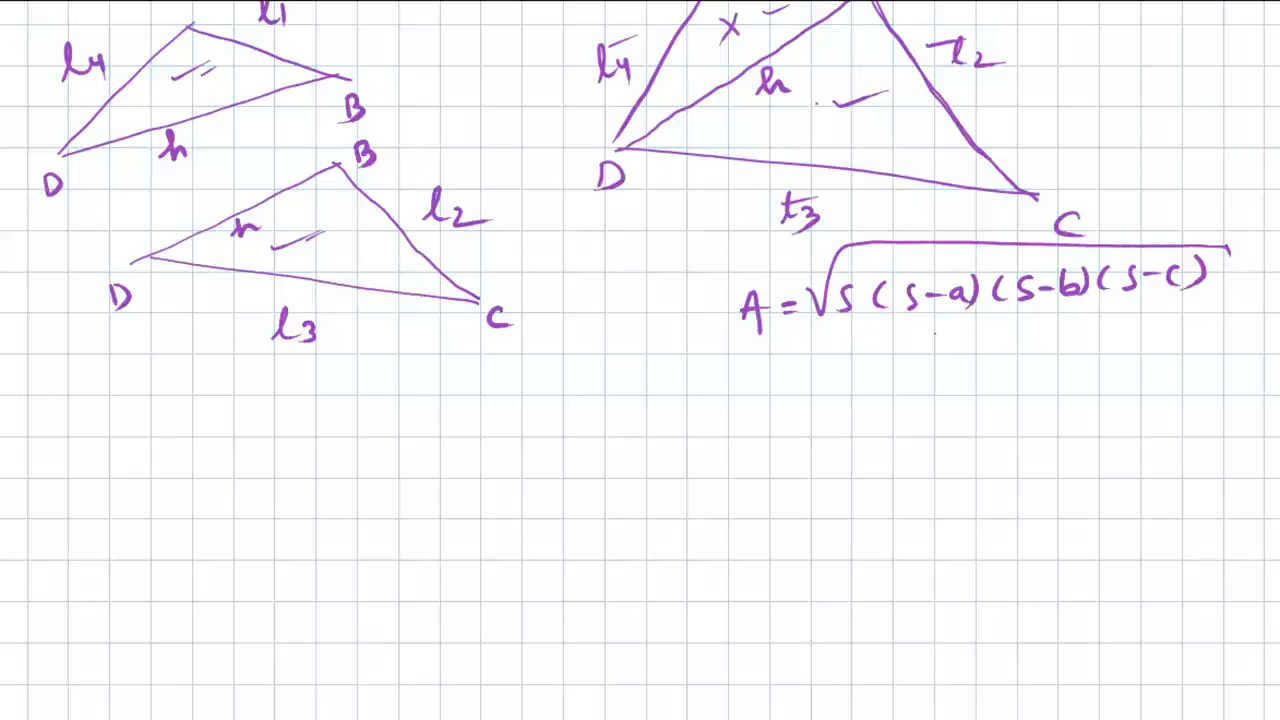 l1
l4
h
B
D
B
h
l2
D
l3
C
l4
x
h
l2
D
l3
C
A = √s(s-a)(s-b)(s-c)